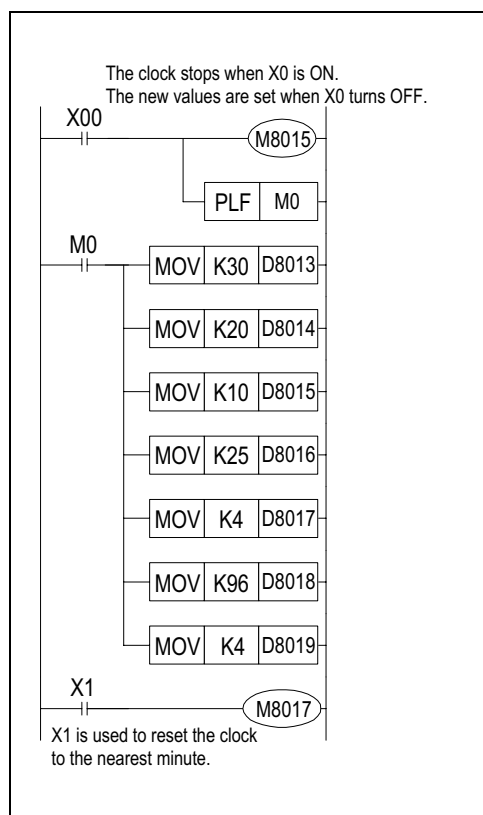 The clock stops when X0 is ON.
The new values are set when X0 turns OFF.
X00
M8015
PLF M0
M0
MOV K30 D8013
MOV K20 D8014
MOV K10 D8015
MOV K25 D8016
MOV K4 D8017
MOV K96 D8018
MOV K4 D8019
X1
M8017
X1 is used to reset the clock
to the nearest minute.